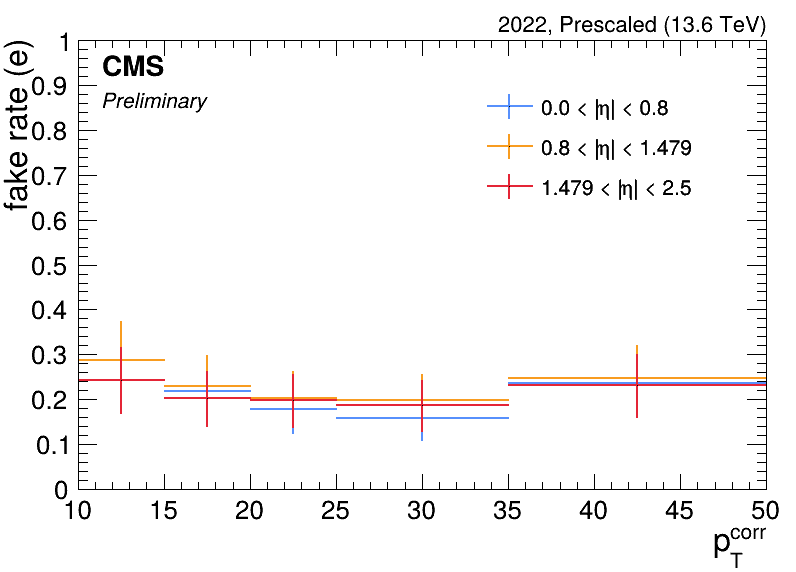 2022, Prescaled (13.6 TeV)
CMS
Preliminary
fake rate (e)
1
0.9
0.8
0.7
0.6
0.5
0.4
0.3
0.2
0.1
0
0.0 < |η| < 0.8
0.8 < |η| < 1.479
1.479 < |η| < 2.5
10 15 20 25 30 35 40 45 50
p_T^corr